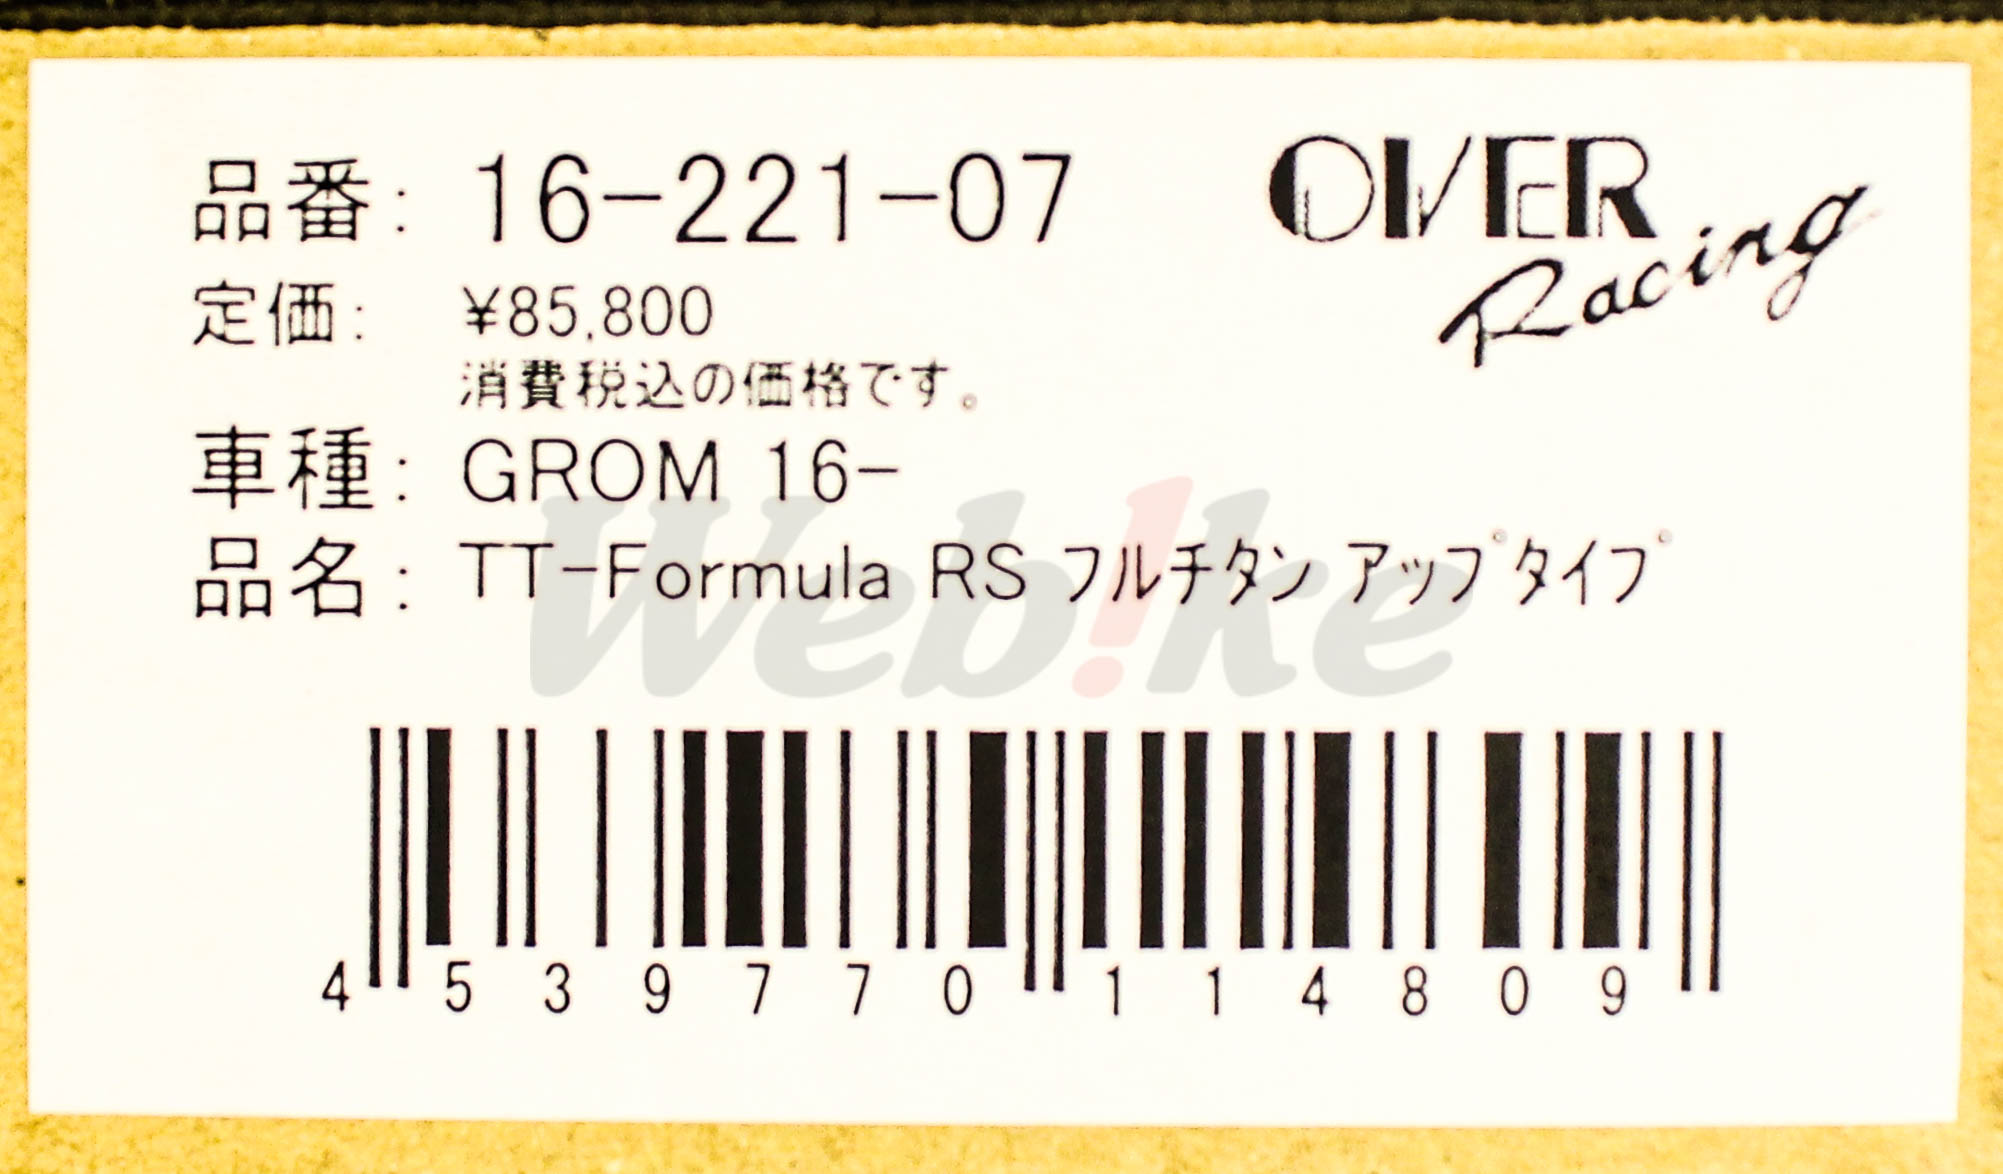 品番: 16-221-07
OVER
Racing
定価: ¥85,800
消費税込の価格です。
車種: GROM 16-
品名: TT-Formula RS フルチタン アップタイプ
Web!ke
4 539770 114809